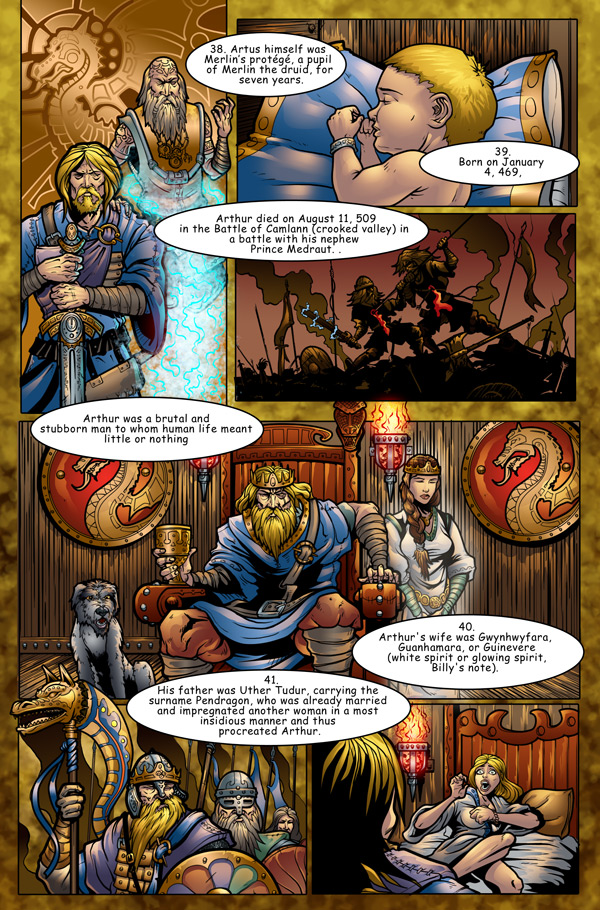 38. Artus himself was
Merlin's protégé, a pupil
of Merlin the druid, for
seven years.
39.
Born on January
4, 469,
Arthur died on August 11, 509
in the Battle of Camlann (crooked valley) in
a battle with his nephew
Prince Medraut. .
Arthur was a brutal and
stubborn man to whom human life meant
little or nothing
40.
Arthur's wife was Gwynhwyfara,
Guanhamara, or Guinevere
(white spirit or glowing spirit,
Billy's note).
41.
His father was Uther Tudur, carrying the
surname Pendragon, who was already married
and impregnated another woman in a most
insidious manner and thus
procreated Arthur.